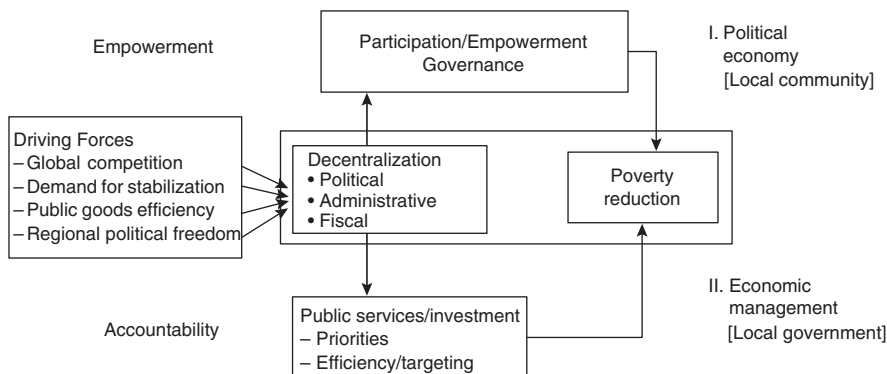 Empowerment
Participation/Empowerment
Governance
I. Political
economy
[Local community]
Driving Forces
– Global competition
– Demand for stabilization
– Public goods efficiency
– Regional political freedom
Decentralization
• Political
• Administrative
• Fiscal
Poverty
reduction
Accountability
Public services/investment
– Priorities
– Efficiency/targeting
II. Economic
management
[Local government]